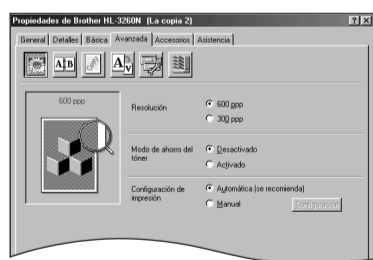 Propiedades de Brother HL-3260N (La copia 2)
General Detalles Básica Avanzada Accesorios Asistencia
600 ppp
Resolución
600 ppp
300 ppp
Modo de ahorro del tóner
Desactivado
Activado
Configuración de impresión
Automática (se recomienda)
Manual
Configuración